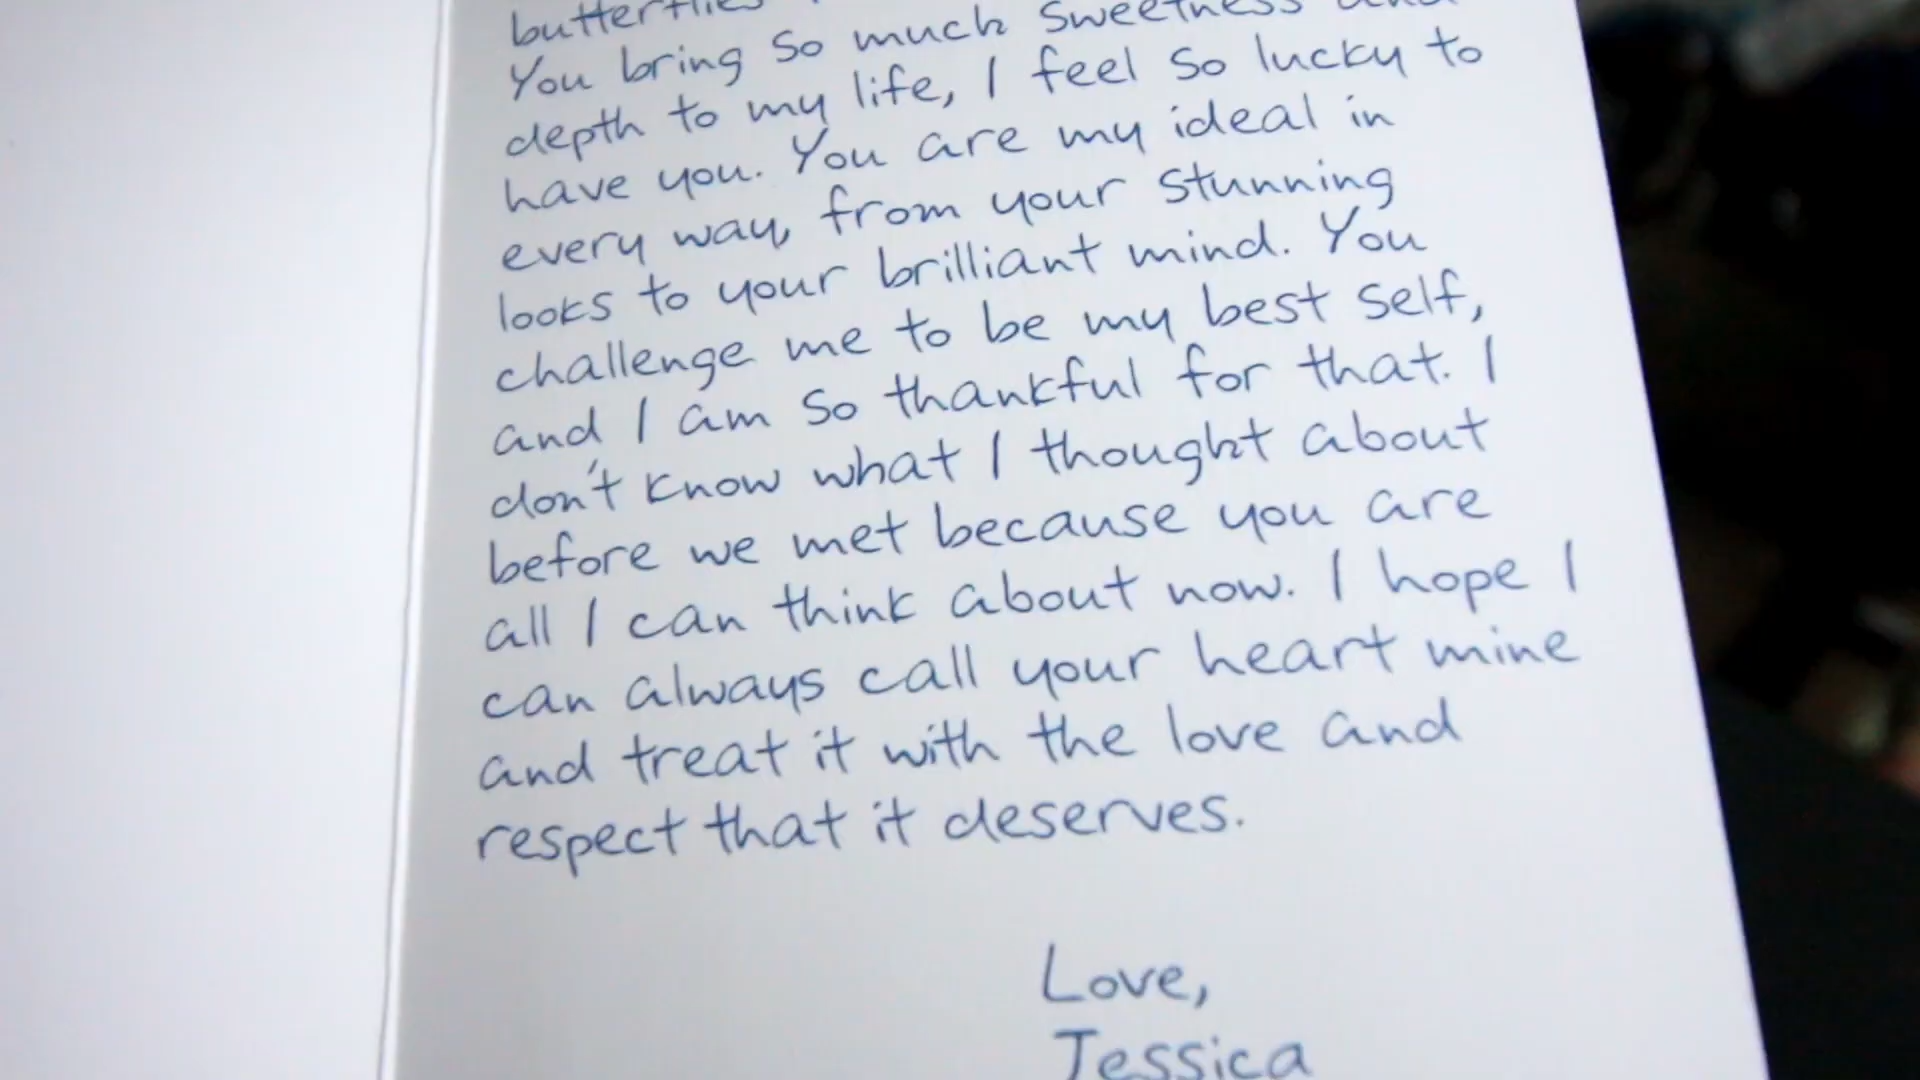 butterflies
You bring so much sweetness and
depth to my life, I feel so lucky to
have you. You are my ideal in
every way, from your stunning
looks to your brilliant mind. You
challenge me to be my best self,
and I am so thankful for that. I
don't know what I thought about
before we met because you are
all I can think about now. I hope I
can always call your heart mine
and treat it with the love and
respect that it deserves.
Love,
Jessica